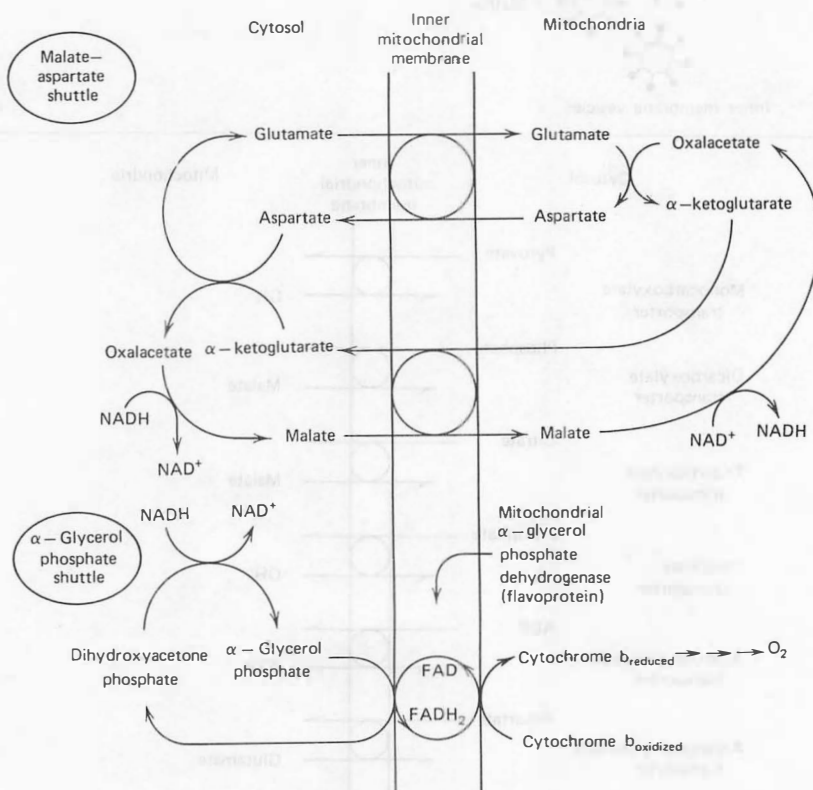 Cytosol
Inner
mitochondrial
membrane
Mitochondria
Malate—
aspartate
shuttle
Glutamate
Glutamate
Oxalacetate
Aspartate
Aspartate
α–ketoglutarate
Oxalacetate
α–ketoglutarate
NADH
NAD⁺
Malate
Malate
NAD⁺
NADH
α–Glycerol
phosphate
shuttle
NADH
NAD⁺
Mitochondrial
α–glycerol
phosphate
dehydrogenase
(flavoprotein)
Dihydroxyacetone
phosphate
α–Glycerol
phosphate
FAD
FADH₂
Cytochrome b reduced
O₂
Cytochrome b oxidized